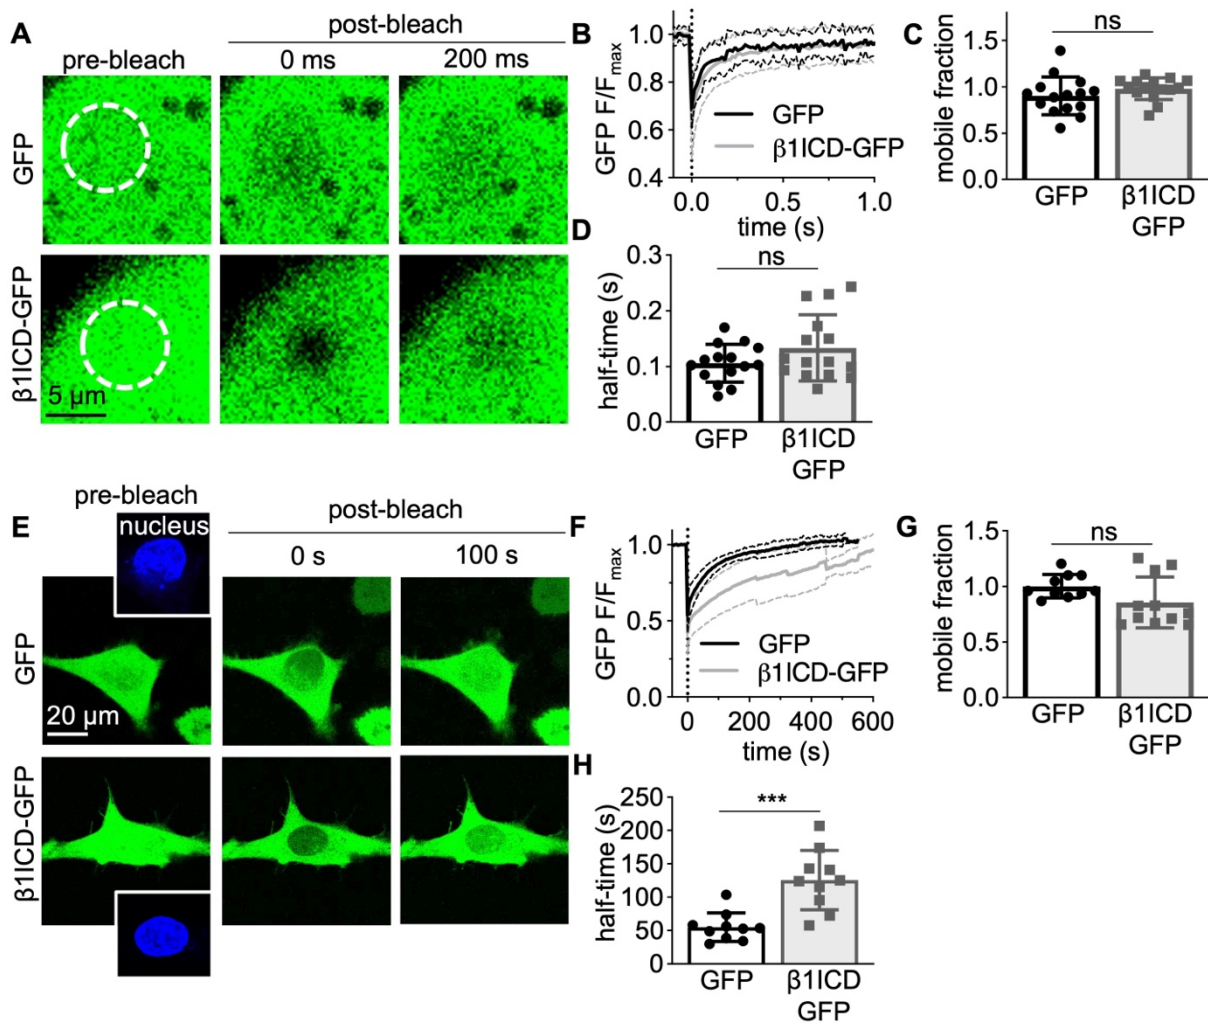 A
pre-bleach
post-bleach
0 ms
200 ms
GFP
β1ICD-GFP
5 µm
B
GFP F/Fmax
1.0
0.8
0.6
0.4
0.0
0.5
1.0
time (s)
GFP
β1ICD-GFP
C
mobile fraction
1.5
1.0
0.5
0.0
ns
GFP
β1ICD
GFP
D
half-time (s)
0.3
0.2
0.1
0.0
ns
GFP
β1ICD
GFP
E
pre-bleach
nucleus
post-bleach
0 s
100 s
GFP
20 µm
β1ICD-GFP
F
GFP F/Fmax
1.0
0.5
0.0
0
200
400
600
time (s)
GFP
β1ICD-GFP
G
mobile fraction
1.5
1.0
0.5
0.0
ns
GFP
β1ICD
GFP
H
half-time (s)
250
200
150
100
50
0
***
GFP
β1ICD
GFP